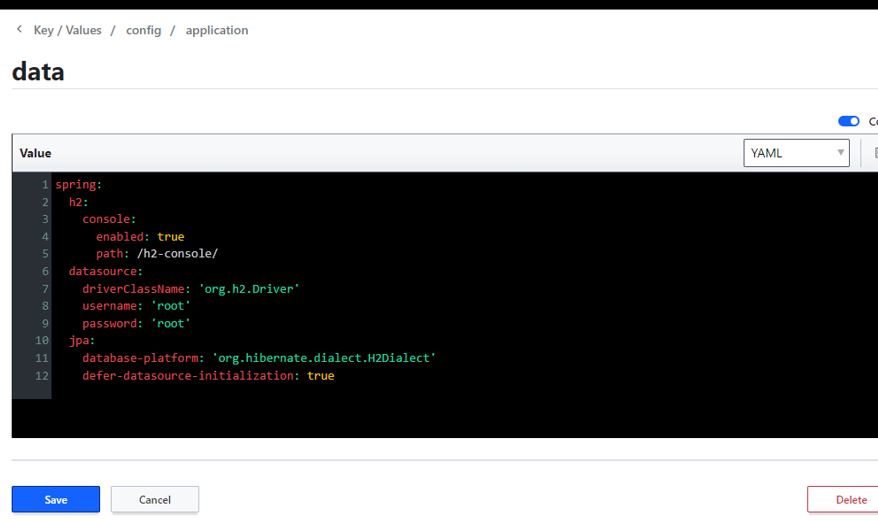 Key / Values / config / application
data
Value YAML
1 spring:
2   h2:
3     console:
4       enabled: true
5       path: /h2-console/
6   datasource:
7     driverClassName: 'org.h2.Driver'
8     username: 'root'
9     password: 'root'
10   jpa:
11     database-platform: 'org.hibernate.dialect.H2Dialect'
12     defer-datasource-initialization: true
Save Cancel Delete